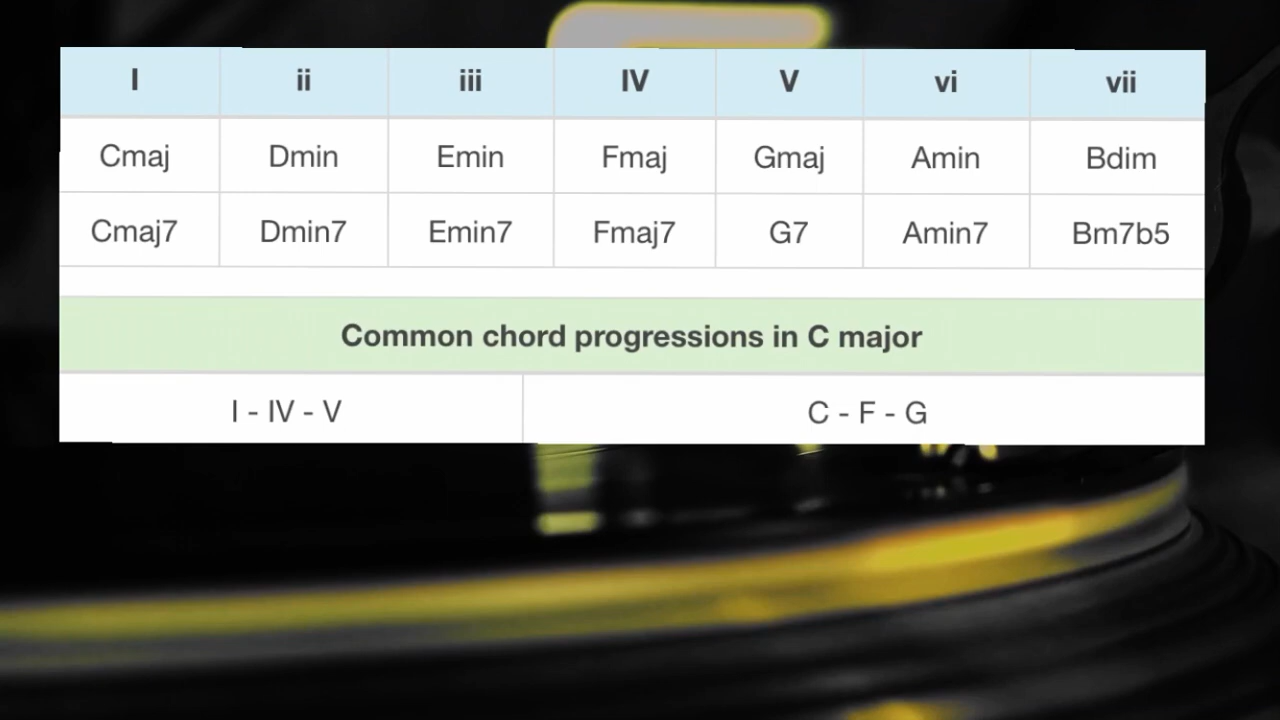 I ii iii IV V vi vii
Cmaj Dmin Emin Fmaj Gmaj Amin Bdim
Cmaj7 Dmin7 Emin7 Fmaj7 G7 Amin7 Bm7b5
Common chord progressions in C major
I - IV - V C - F - G